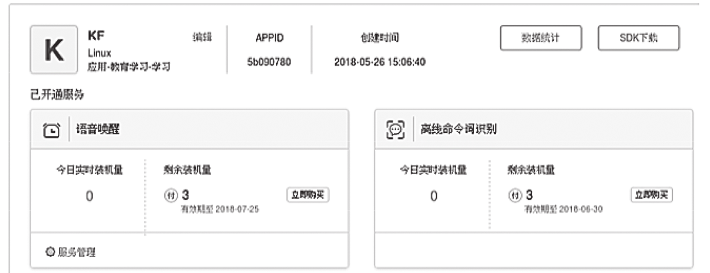 K
KF
编辑
Linux
应用-教育学习-学习
APPID
5b090780
创建时间
2018-05-26 15:06:40
数据统计
SDK下载
已开通服务
语音唤醒
今日实时装机量
0
剩余装机量
付 3
立即购买
有效期至 2018-07-25
服务管理
离线命令词识别
今日实时装机量
0
剩余装机量
付 3
立即购买
有效期至 2018-06-30